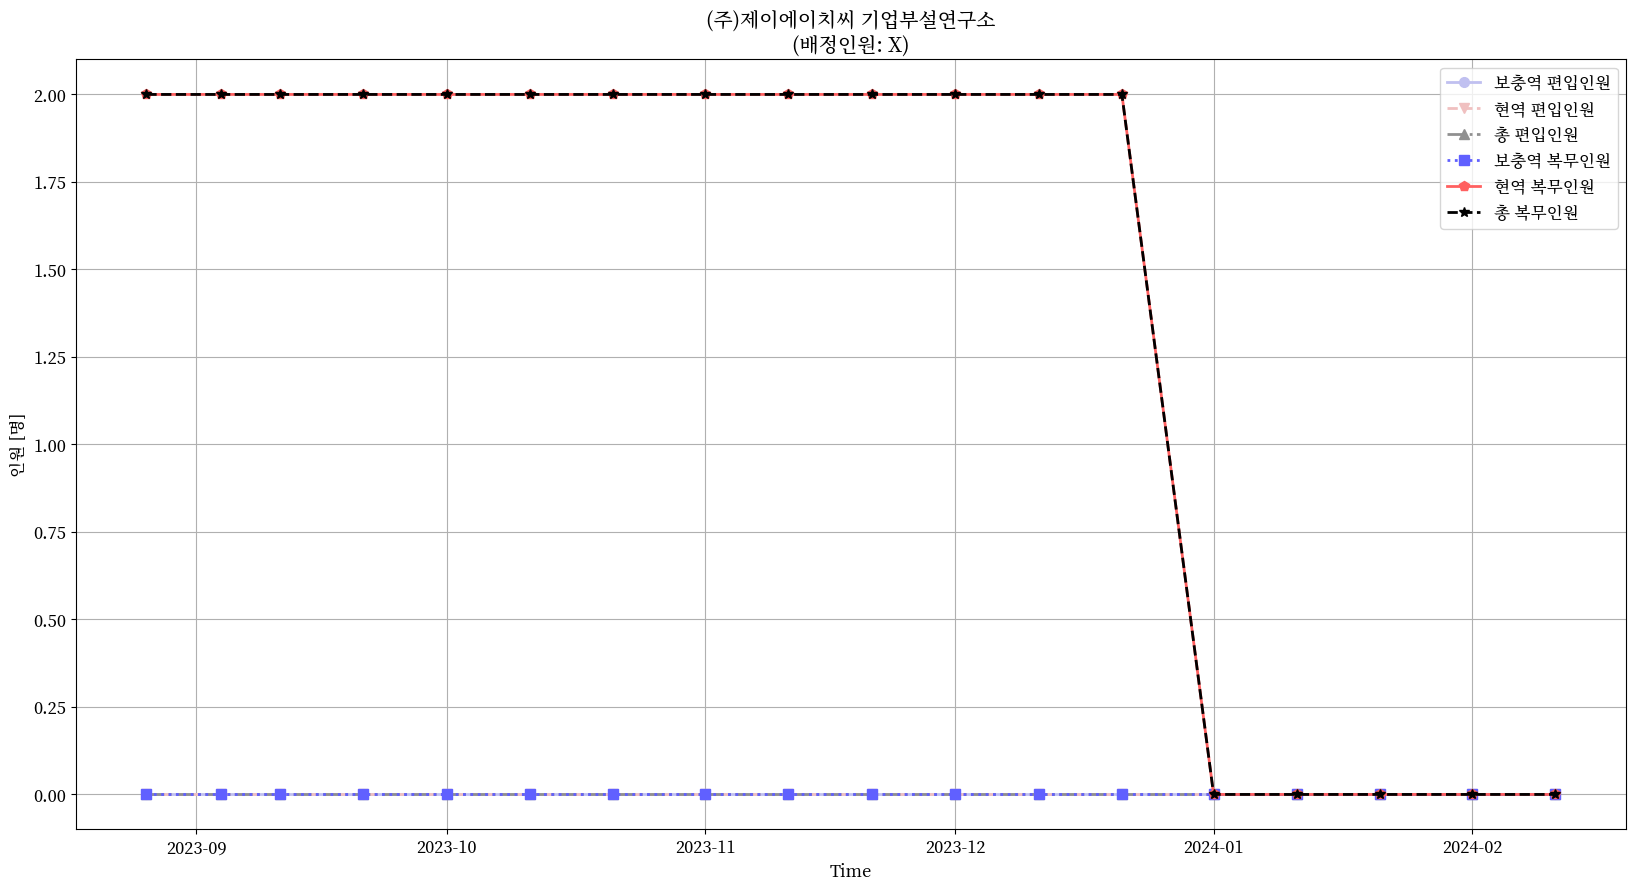 (주)제이에이치씨 기업부설연구소
(배정인원: X)
보충역 편입인원
현역 편입인원
총 편입인원
보충역 복무인원
현역 복무인원
총 복무인원
인원 [명]
2.00
1.75
1.50
1.25
1.00
0.75
0.50
0.25
0.00
2023-09
2023-10
2023-11
2023-12
2024-01
2024-02
Time